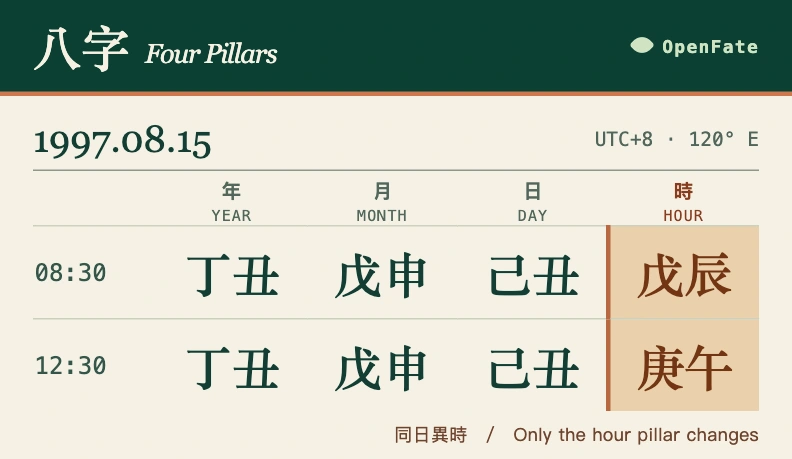 八字 Four Pillars OpenFate
1997.08.15 UTC+8 · 120° E
年 月 日 時
YEAR MONTH DAY HOUR
08:30 丁丑 戊申 己丑 戊辰
12:30 丁丑 戊申 己丑 庚午
同日異時 / Only the hour pillar changes